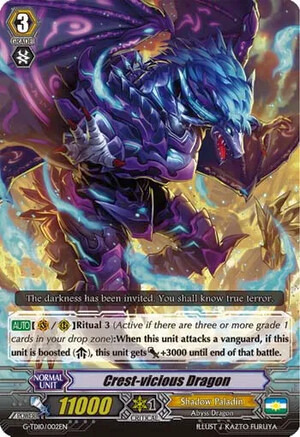 3
GRADE
The darkness has been invited. You shall know true terror.
AUTO [ / ]Ritual 3 (Active if there are three or more grade 1
cards in your drop zone):When this unit attacks a vanguard, if this
unit is boosted ( ), this unit gets +3000 until end of that battle.
NORMAL
UNIT
Crest-vicious Dragon
POWER
11000
1
CRITICAL
Shadow Paladin
Abyss Dragon
G-TD10/002EN
ILLUST / KAZTO FURUYA